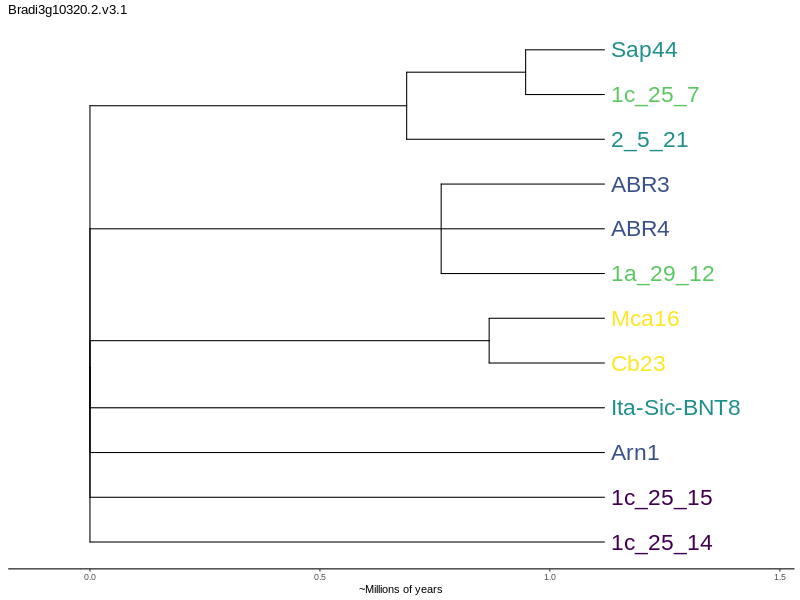 Bradi3g10320.2.v3.1
Sap44
1c_25_7
2_5_21
ABR3
ABR4
1a_29_12
Mca16
Cb23
Ita-Sic-BNT8
Arn1
1c_25_15
1c_25_14
0.0 0.5 1.0 1.5
~Millions of years